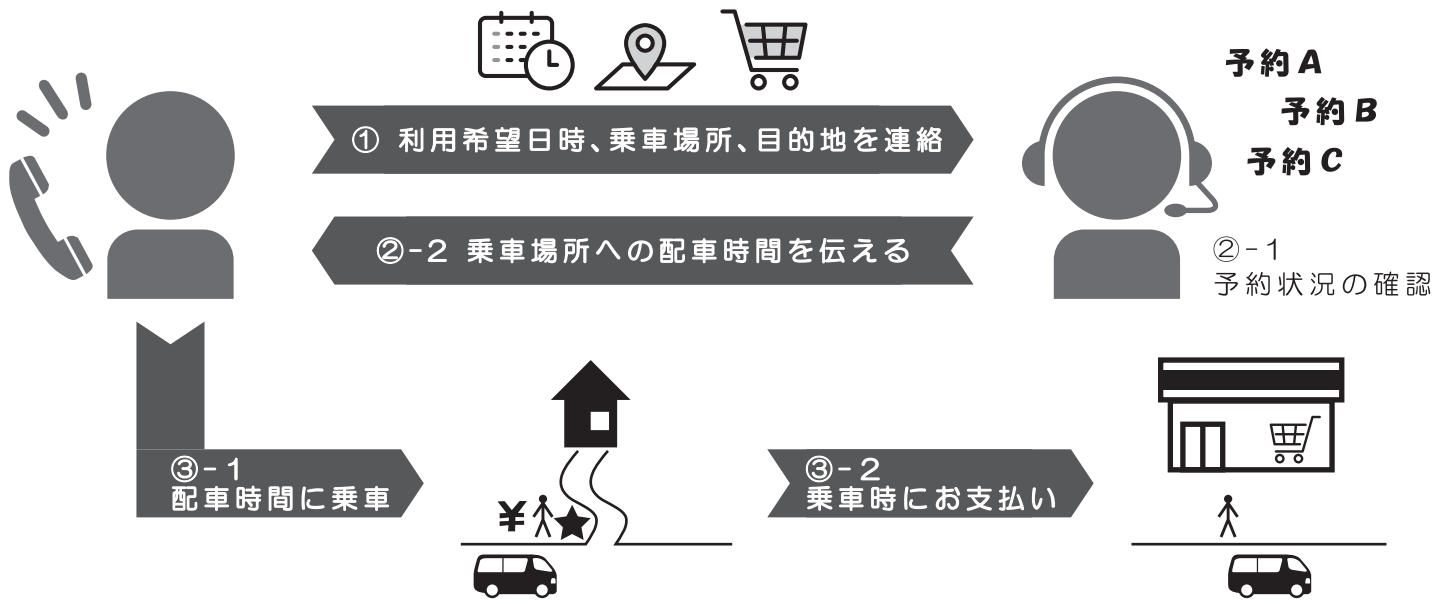 ① 利用希望日時、乗車場所、目的地を連絡
予約A
予約B
予約C
②-2 乗車場所への配車時間を伝える
②-1
予約状況の確認
③-1
配車時間に乗車
¥
③-2
乗車時にお支払い